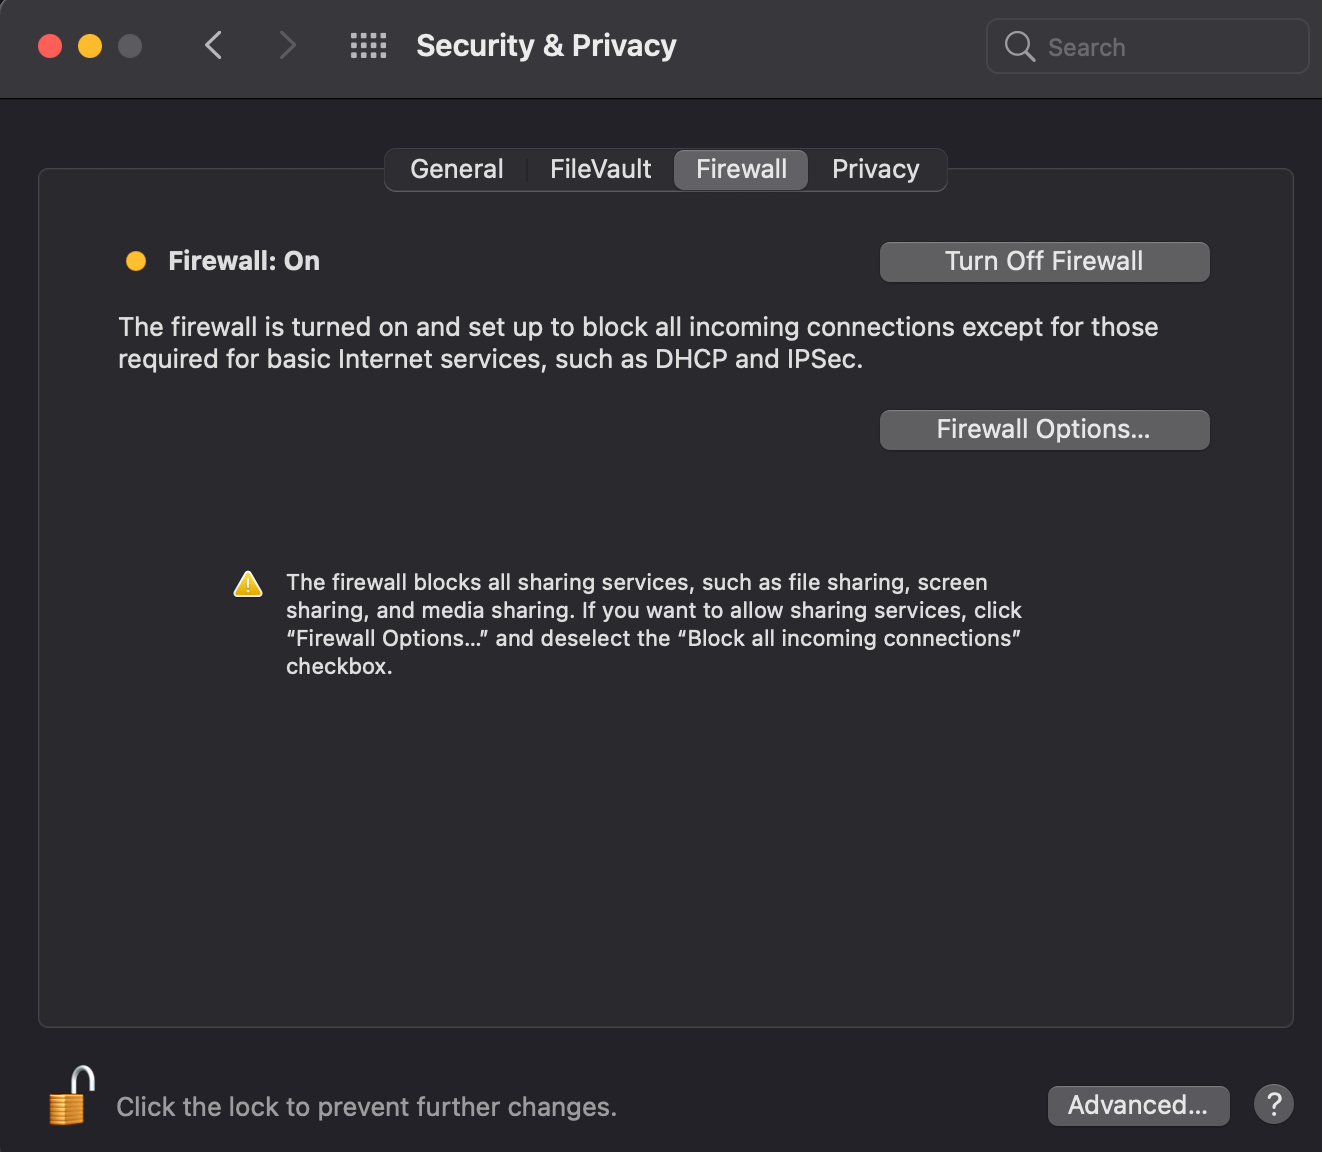 Security & Privacy
Search
General
FileVault
Firewall
Privacy
Firewall: On
Turn Off Firewall
The firewall is turned on and set up to block all incoming connections except for those
required for basic Internet services, such as DHCP and IPSec.
Firewall Options...
The firewall blocks all sharing services, such as file sharing, screen
sharing, and media sharing. If you want to allow sharing services, click
“Firewall Options...” and deselect the “Block all incoming connections”
checkbox.
Click the lock to prevent further changes.
Advanced...
?